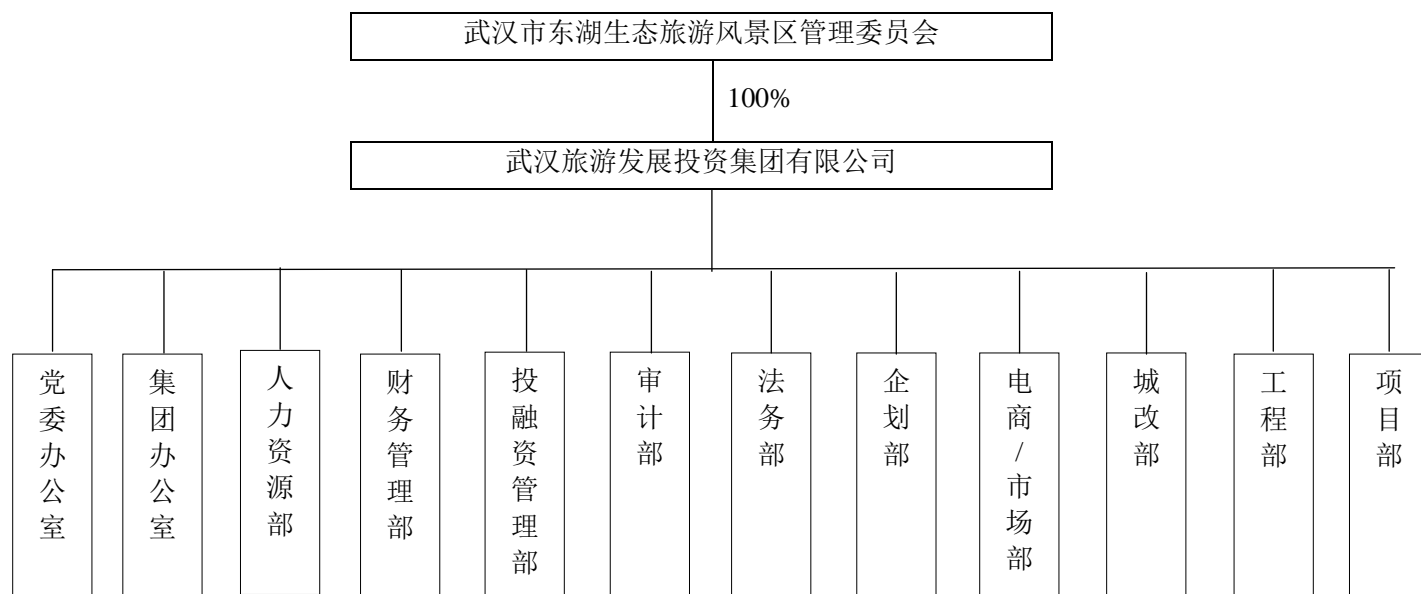 武汉市东湖生态旅游风景区管理委员会
100%
武汉旅游发展投资集团有限公司
党委办公室
集团办公室
人力资源部
财务管理部
投融资管理部
审计部
法务部
企划部
电商/市场部
城改部
工程部
项目部